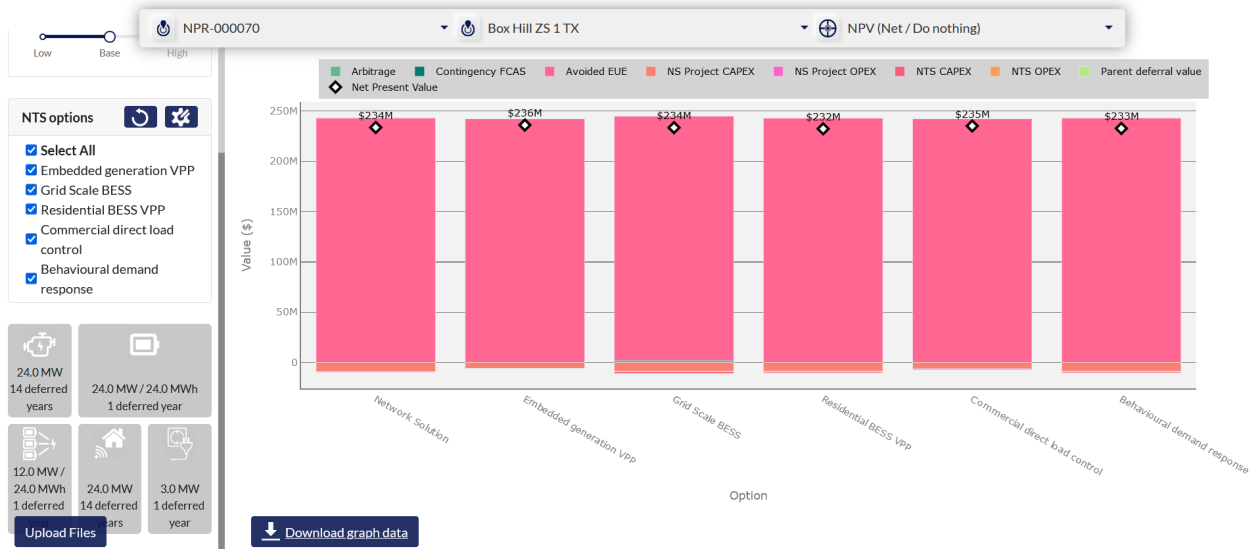 NPR-000070
Box Hill ZS 1 TX
NPV (Net / Do nothing)
Low
Base
High
NTS options
Select All
Embedded generation VPP
Grid Scale BESS
Residential BESS VPP
Commercial direct load
control
Behavioural demand
response
24.0 MW
14 deferred
years
24.0 MW / 24.0 MWh
1 deferred year
12.0 MW /
24.0 MWh
1 deferred
year
24.0 MW
14 deferred
years
3.0 MW
1 deferred
year
Upload Files
Arbitrage
Contingency FCAS
Avoided EUE
NS Project CAPEX
NS Project OPEX
NTS CAPEX
NTS OPEX
Parent deferral value
Net Present Value
Value ($)
250M
200M
150M
100M
50M
0
$234M
$236M
$234M
$232M
$235M
$233M
Network Solution
Embedded generation VPP
Grid Scale BESS
Residential BESS VPP
Commercial direct load control
Behavioural demand response
Option
Download graph data